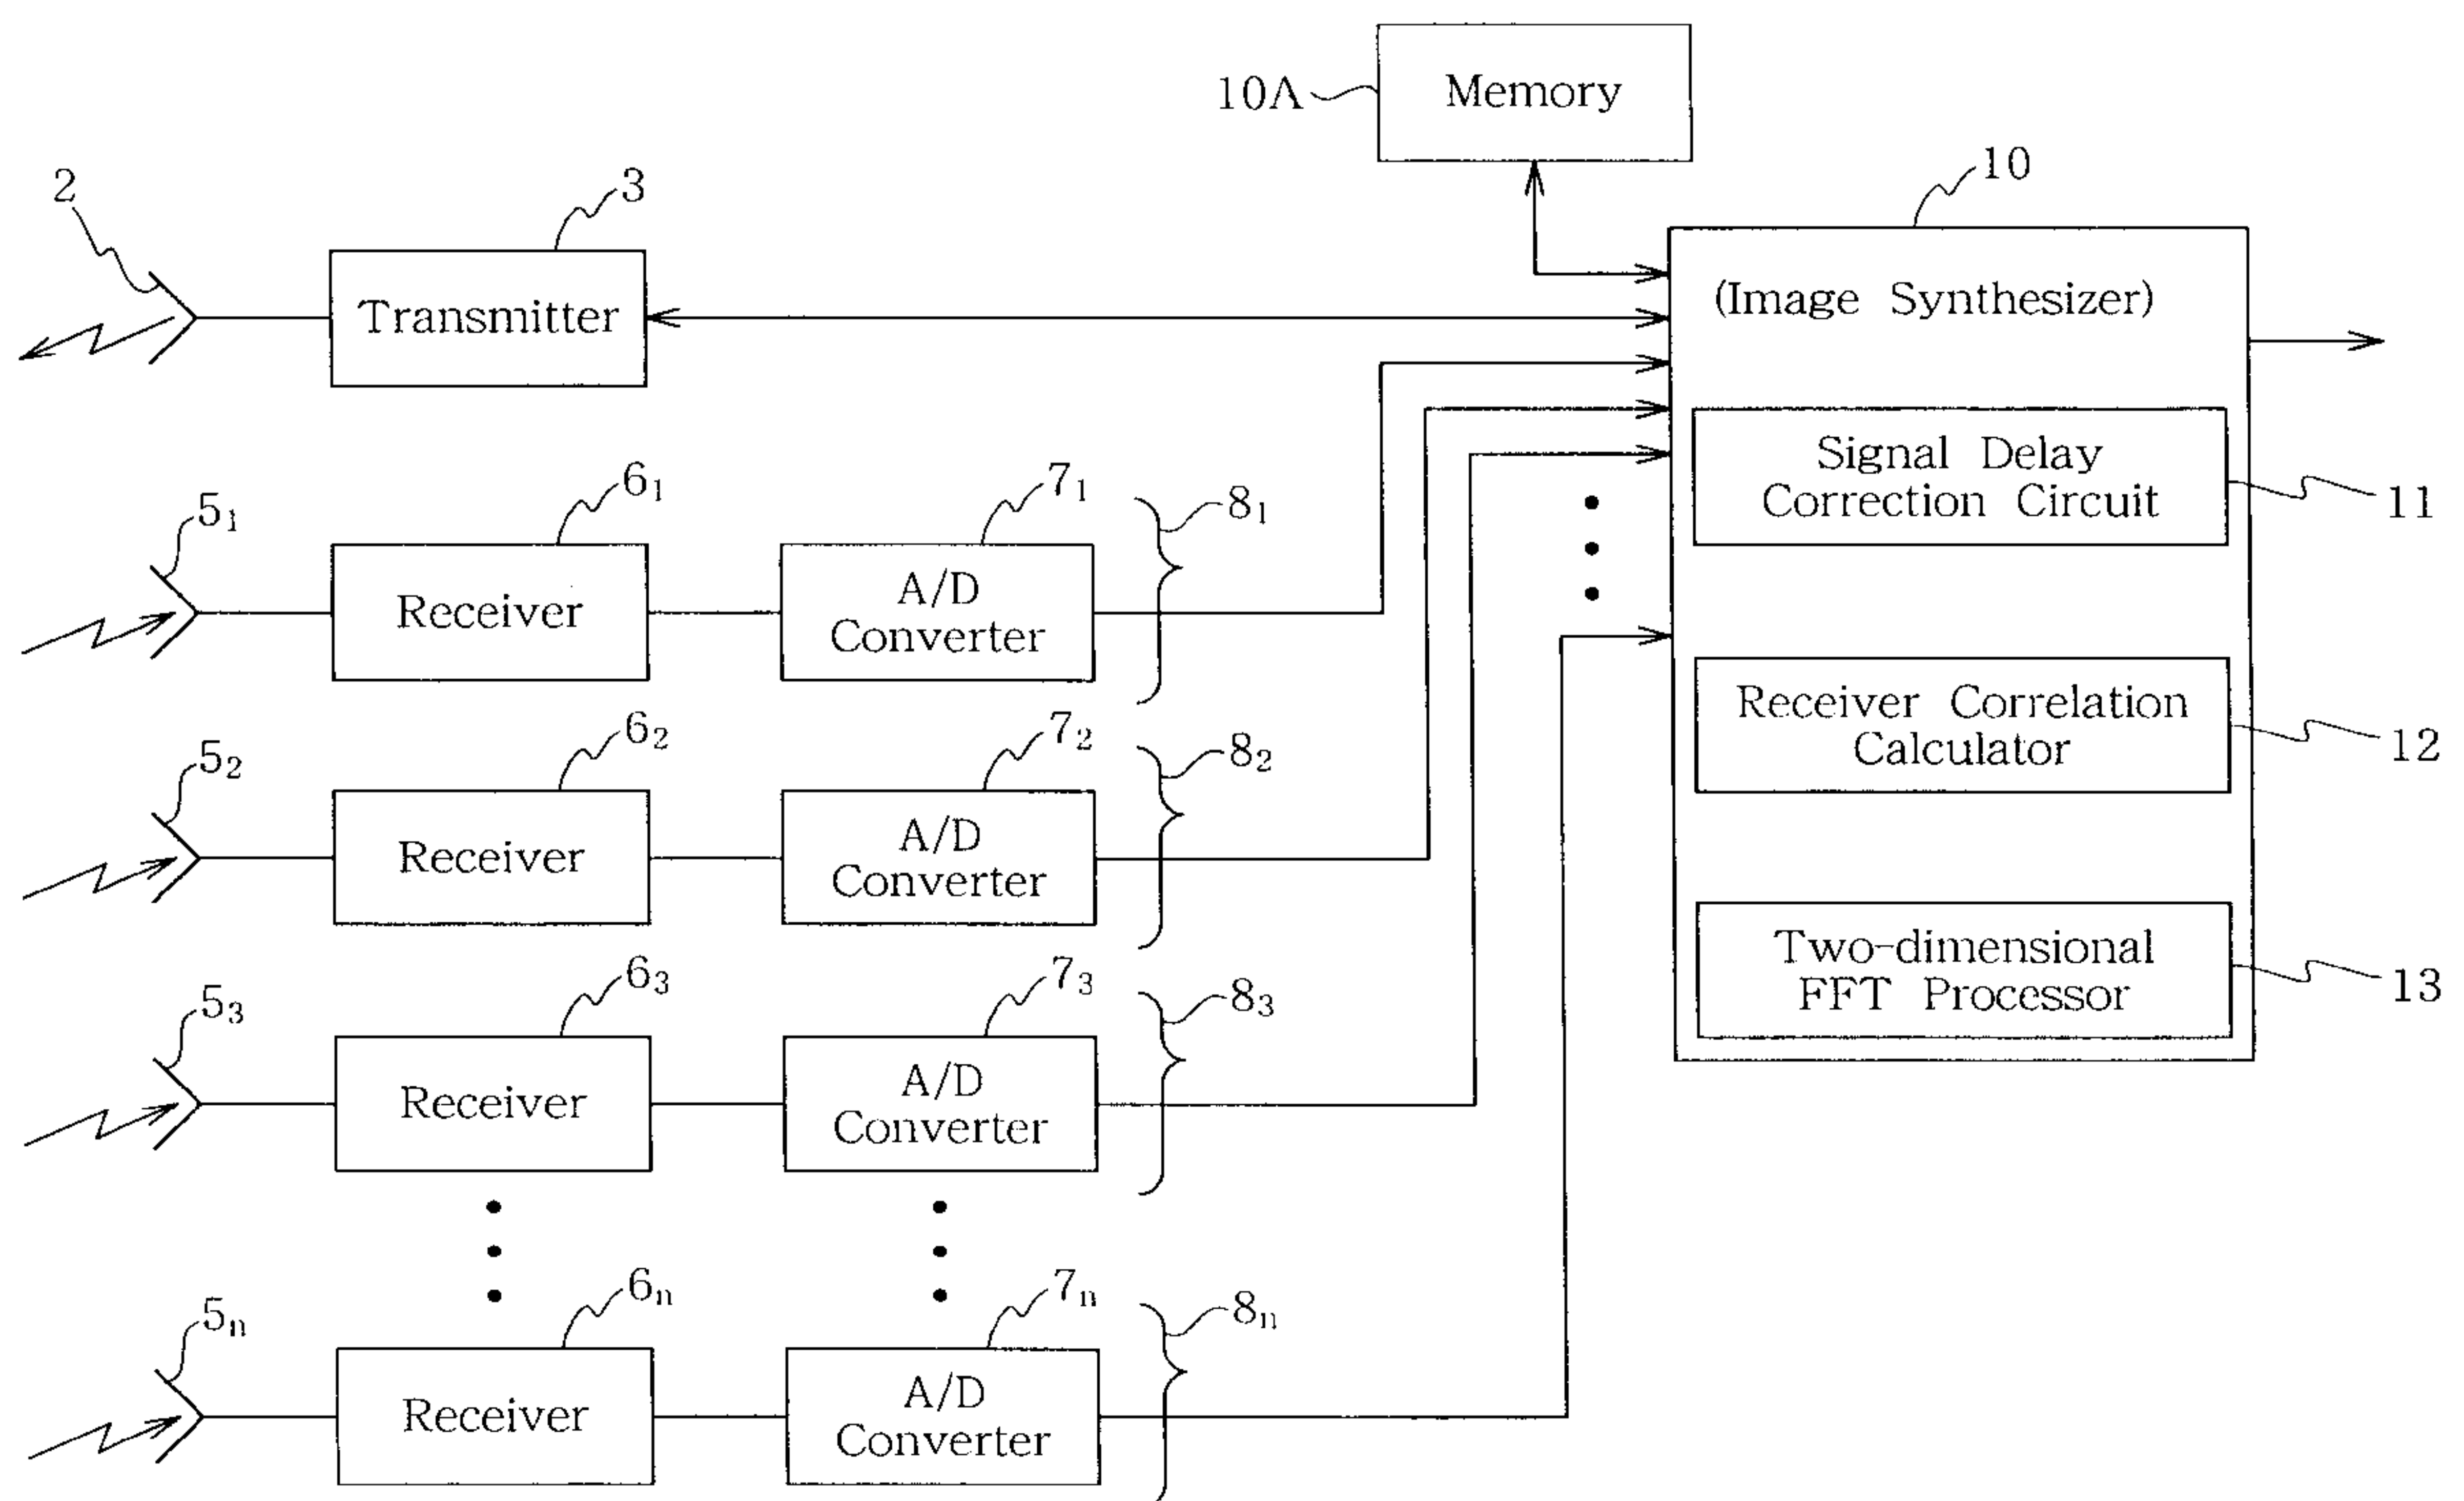 Memory
10A
10
2
3
Transmitter
(Image Synthesizer)
Signal Delay
Correction Circuit
11
5₁
6₁
7₁
8₁
Receiver
A/D
Converter
Receiver Correlation
Calculator
12
5₂
6₂
7₂
8₂
Receiver
A/D
Converter
Two-dimensional
FFT Processor
13
5₃
6₃
7₃
8₃
Receiver
A/D
Converter
5ₙ
6ₙ
7ₙ
8ₙ
Receiver
A/D
Converter